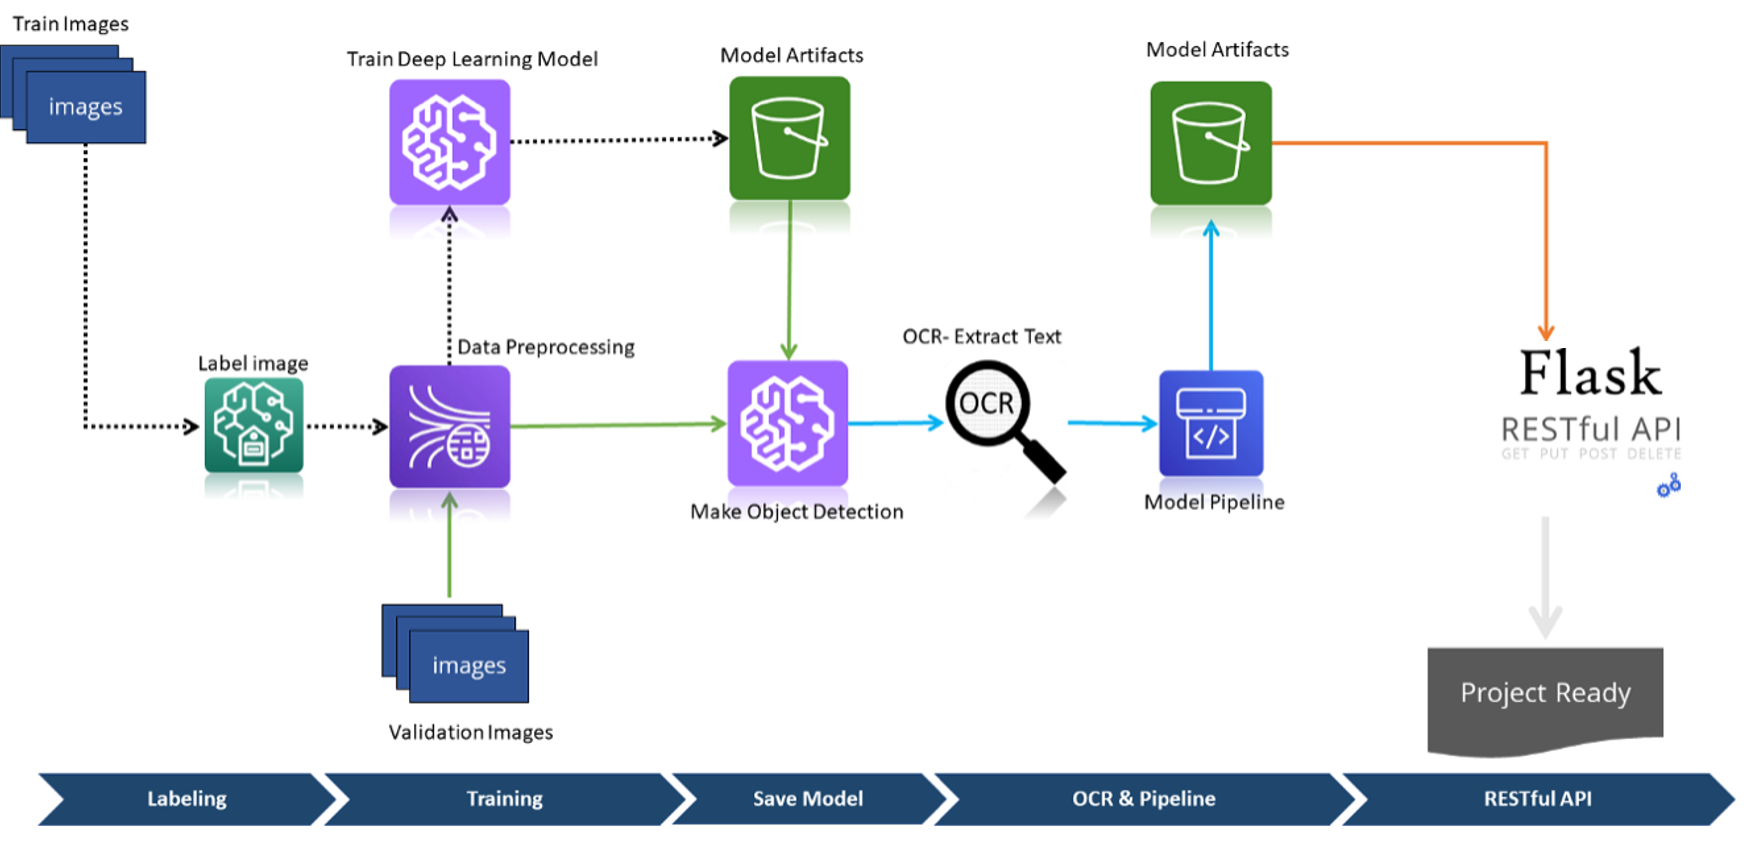 Train Images
images
Train Deep Learning Model
Model Artifacts
Model Artifacts
Label image
Data Preprocessing
OCR- Extract Text
OCR
</>
Make Object Detection
Model Pipeline
Flask
RESTful API
GET PUT POST DELETE
images
Validation Images
Project Ready
Labeling
Training
Save Model
OCR & Pipeline
RESTful API